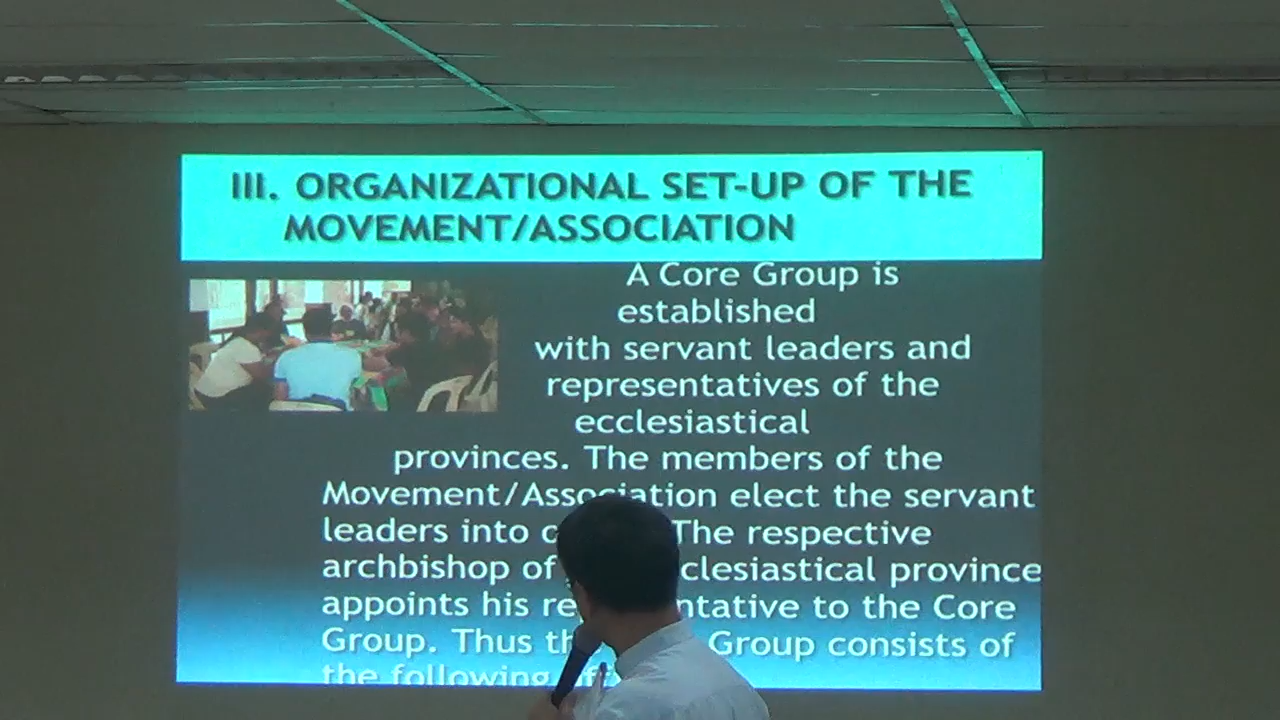 III. ORGANIZATIONAL SET-UP OF THE
MOVEMENT/ASSOCIATION
A Core Group is
established
with servant leaders and
representatives of the
ecclesiastical
provinces. The members of the
Movement/Association elect the servant
leaders into The respective
archbishop of clesiastical province
appoints his re ntative to the Core
Group. Thus th Group consists of
the following